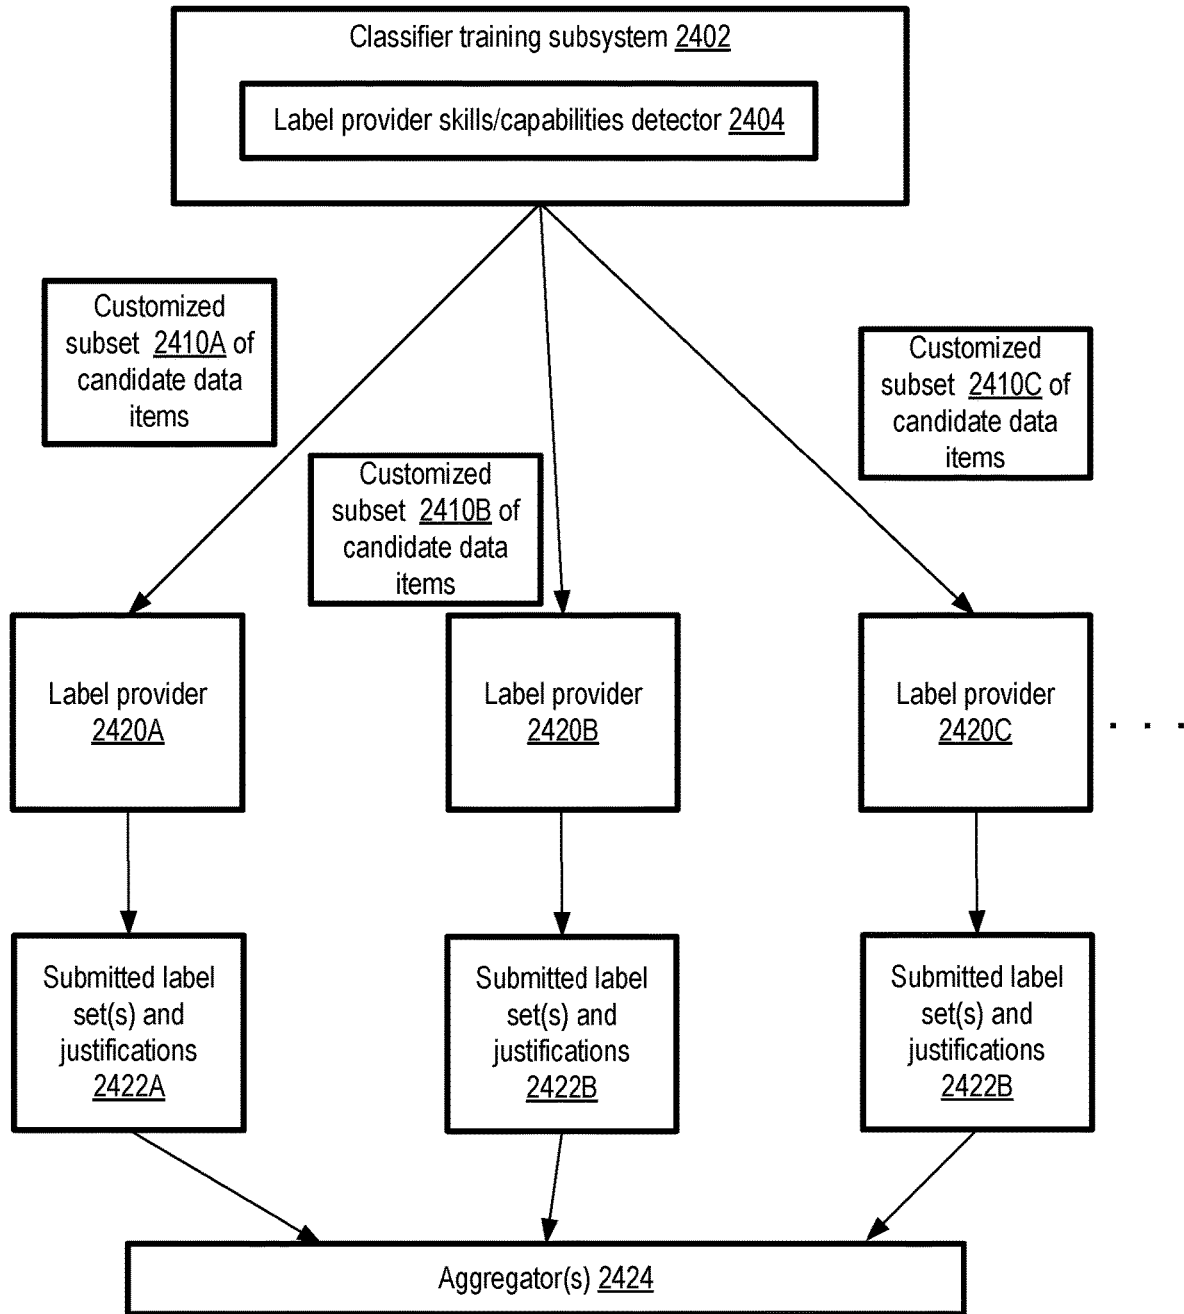 Classifier training subsystem 2402
Label provider skills/capabilities detector 2404
Customized
subset 2410A of
candidate data
items
Customized
subset 2410B of
candidate data
items
Customized
subset 2410C of
candidate data
items
Label provider
2420A
Label provider
2420B
Label provider
2420C
. . .
Submitted label
set(s) and
justifications
2422A
Submitted label
set(s) and
justifications
2422B
Submitted label
set(s) and
justifications
2422B
Aggregator(s) 2424